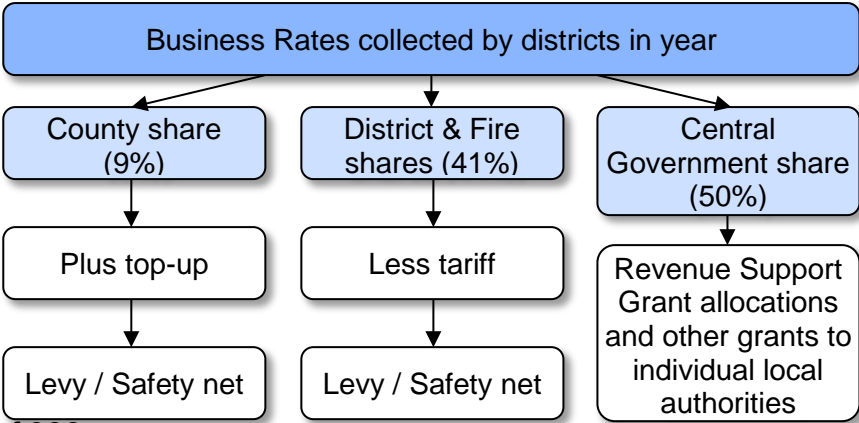 Business Rates collected by districts in year
County share
(9%)
District & Fire
shares (41%)
Central
Government share
(50%)
Plus top-up
Less tariff
Revenue Support
Grant allocations
and other grants to
individual local
authorities
Levy / Safety net
Levy / Safety net